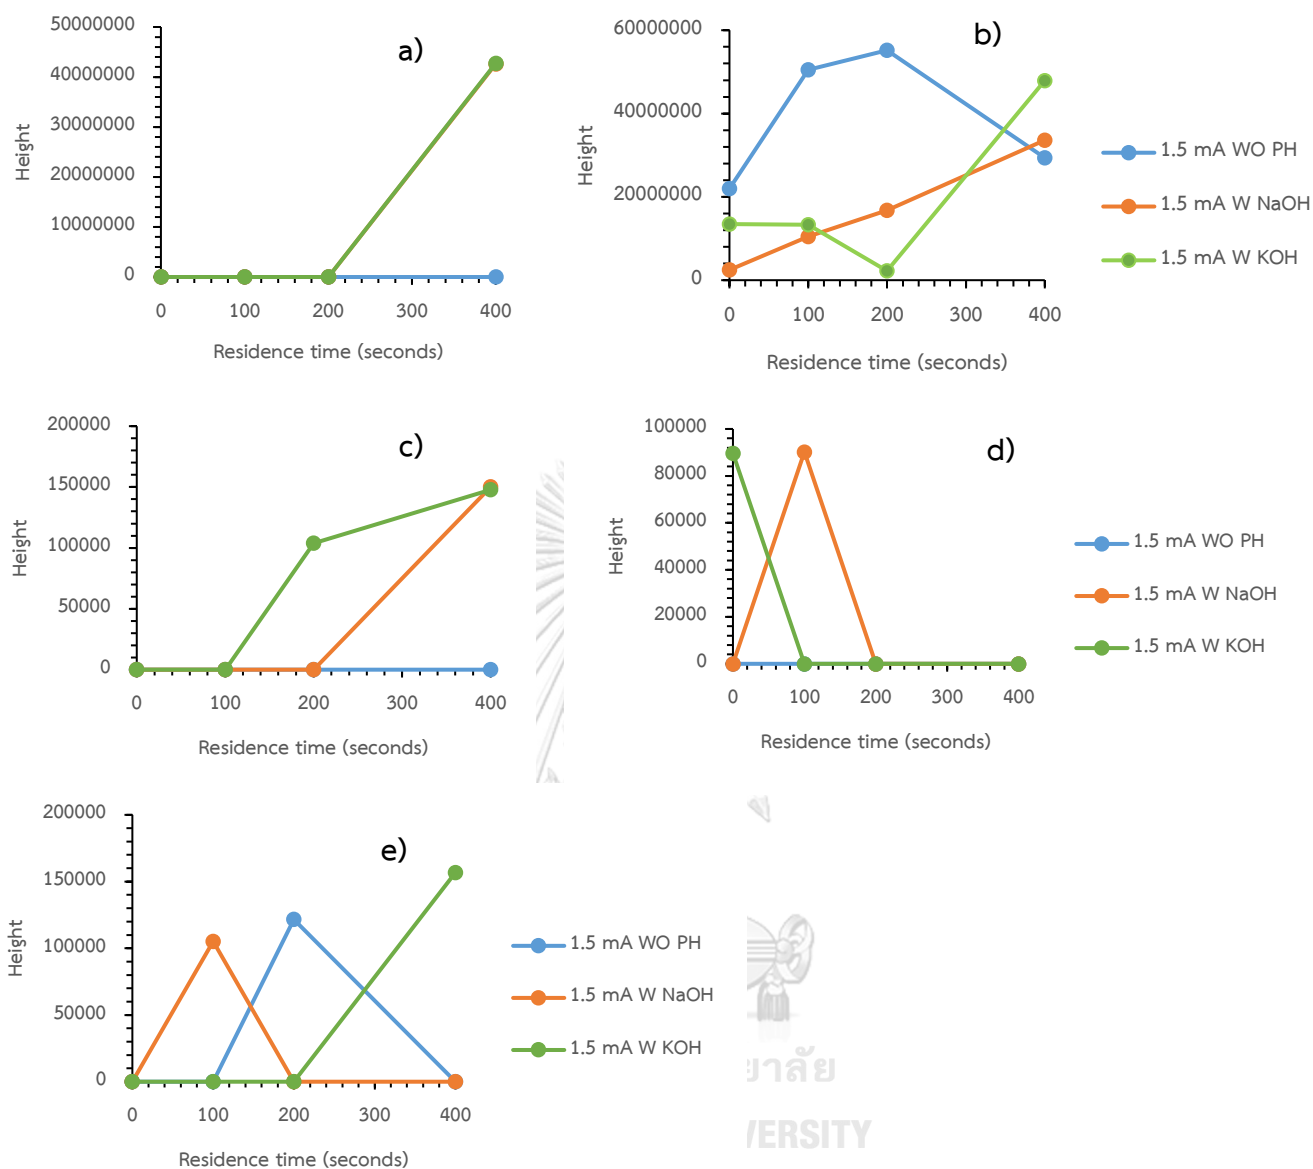 a)
50000000
40000000
30000000
20000000
10000000
0
Height
0 100 200 300 400
Residence time (seconds)
b)
60000000
40000000
20000000
0
Height
0 100 200 300 400
Residence time (seconds)
1.5 mA WO PH
1.5 mA W NaOH
1.5 mA W KOH
c)
200000
150000
100000
50000
0
Height
0 100 200 300 400
Residence time (seconds)
d)
100000
80000
60000
40000
20000
0
Height
0 100 200 300 400
Residence time (seconds)
1.5 mA WO PH
1.5 mA W NaOH
1.5 mA W KOH
e)
200000
150000
100000
50000
0
Height
0 100 200 300 400
Residence time (seconds)
1.5 mA WO PH
1.5 mA W NaOH
1.5 mA W KOH